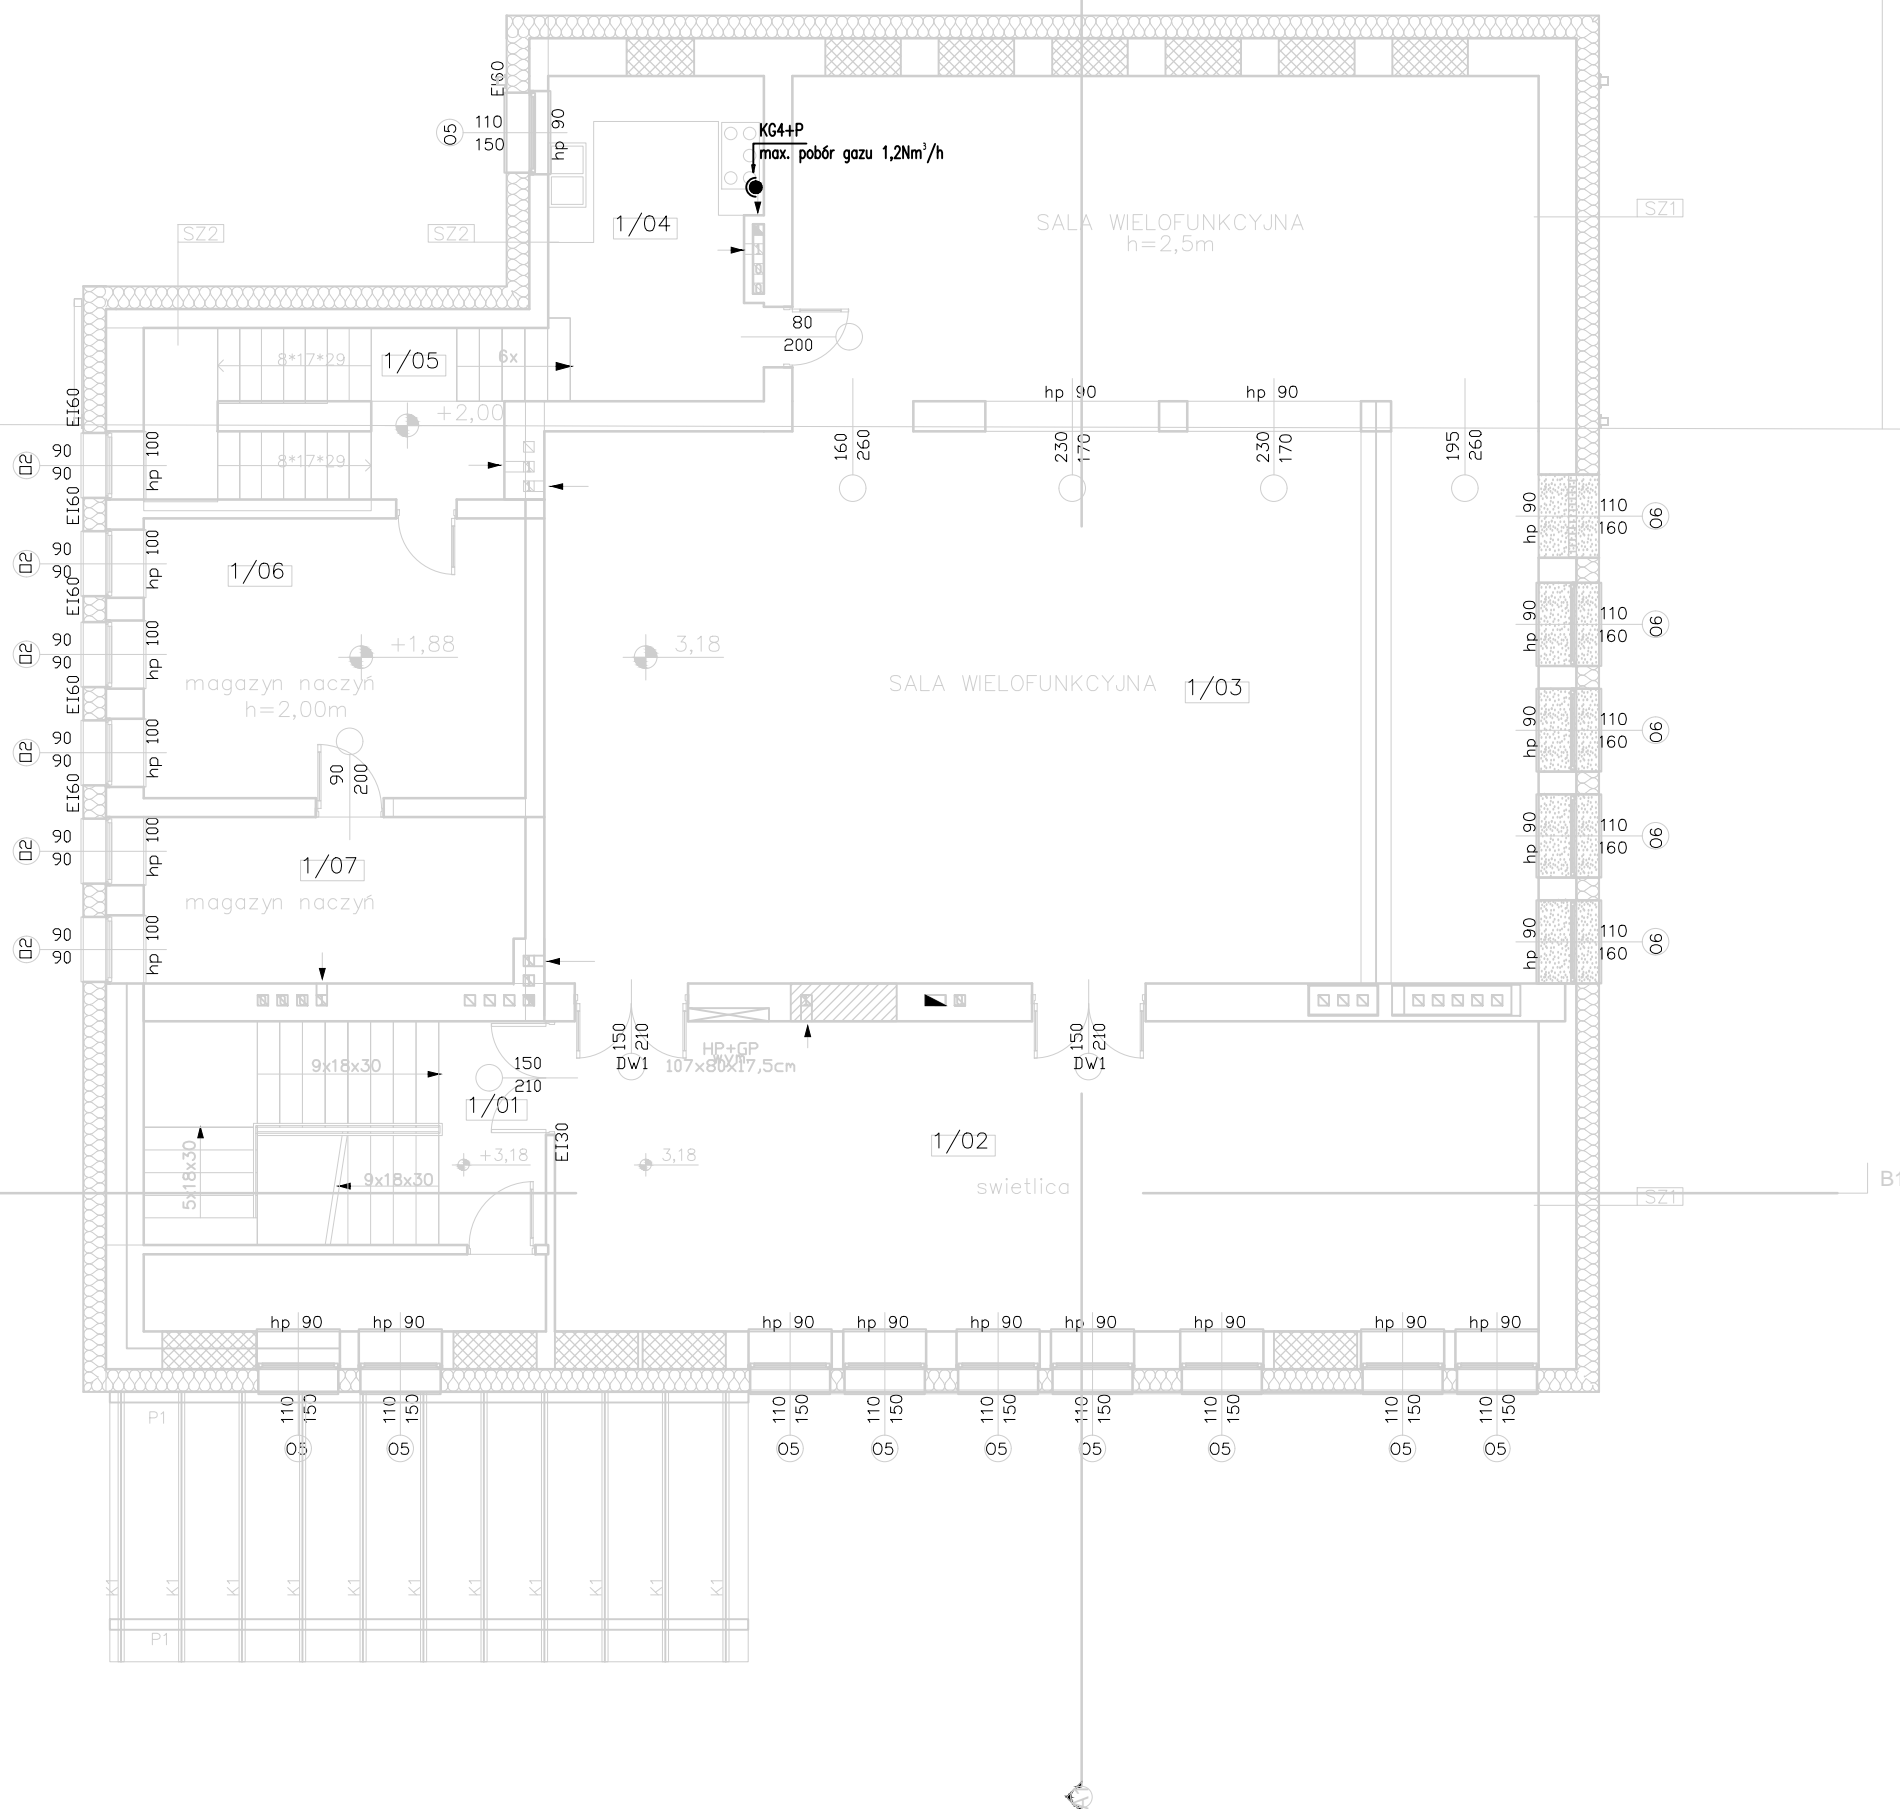 EI60
O5
110
150
hp 90
KG4+P
max. pobór gazu 1,2Nm³/h
1/04
SALA WIELOFUNKCYJNA
h=2,5m
SZ1
SZ2
SZ2
80
200
8*17*29
1/05
6x
+2,00
8*17*29
hp 90
hp 90
160
260
230
170
230
170
195
260
EI60
O2
90
90
hp 100
EI60
O2
90
90
hp 100
EI60
O2
90
90
hp 100
EI60
O2
90
90
hp 100
EI60
O2
90
90
hp 100
O2
90
90
hp 100
hp 90
110
160
O6
hp 90
110
160
O6
hp 90
110
160
O6
hp 90
110
160
O6
hp 90
110
160
O6
1/06
+1,88
magazyn naczyń
h=2,00m
3,18
SALA WIELOFUNKCYJNA
1/03
90
200
1/07
magazyn naczyń
150
210
DW1
HP+GP
wym.
107x80x17,5cm
150
210
DW1
9x18x30
150
210
1/01
EI30
+3,18
3,18
1/02
swietlica
5x18x30
9x18x30
B1
SZ1
hp 90
hp 90
hp 90
hp 90
hp 90
hp 90
hp 90
hp 90
hp 90
110
150
110
150
110
150
110
150
110
150
110
150
110
150
110
150
110
150
O5
O5
O5
O5
O5
O5
O5
O5
O5
P1
K1
K1
K1
K1
K1
K1
K1
K1
K1
K1
K1
P1